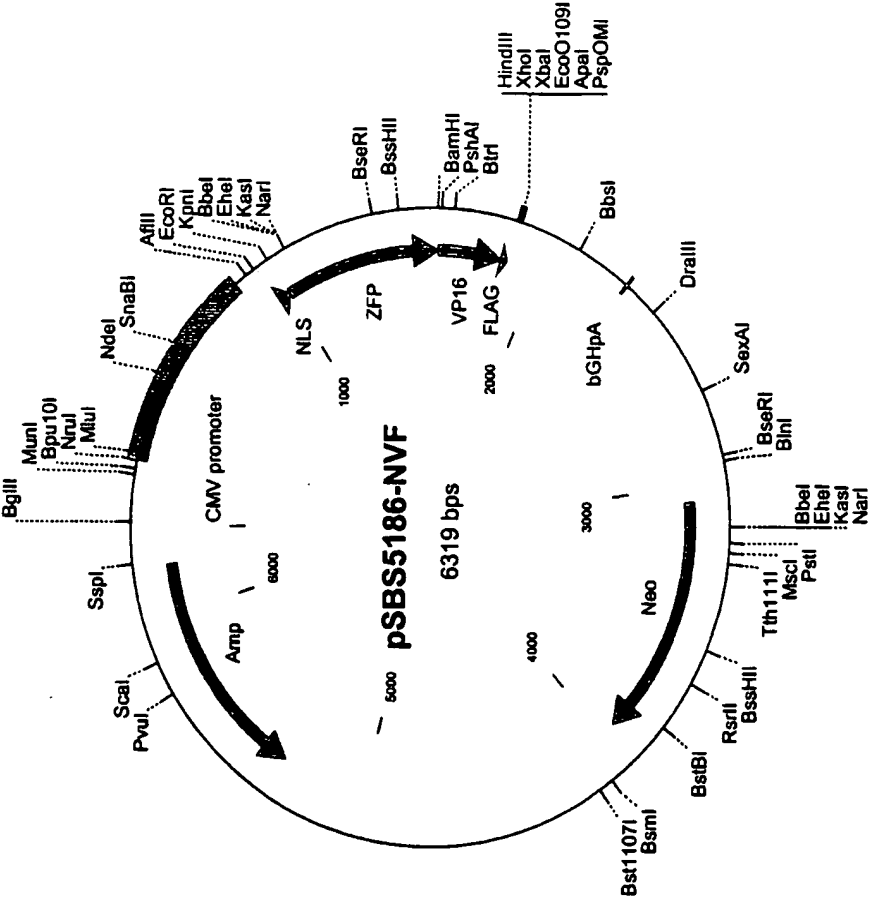 pSBS5186-NVF
6319 bps
1000
2000
3000
4000
5000
6000
CMV promoter
NLS
ZFP
VP16
FLAG
bGHpA
Neo
Amp
BglII
MunI
Bpu10I
NruI
MluI
NdeI
SnaBI
AflII
EcoRI
KpnI
BbeI
EheI
KasI
NarI
BseRI
BssHII
BamHI
PshAI
BtrI
HindIII
XhoI
XbaI
EcoO109I
ApaI
PspOMI
BbsI
DraIII
SexAI
BseRI
BlnI
BbeI
EheI
KasI
NarI
PstI
MscI
Tth111I
BssHII
RsrII
BstBI
BsmI
Bst1107I
PvuI
ScaI
SspI